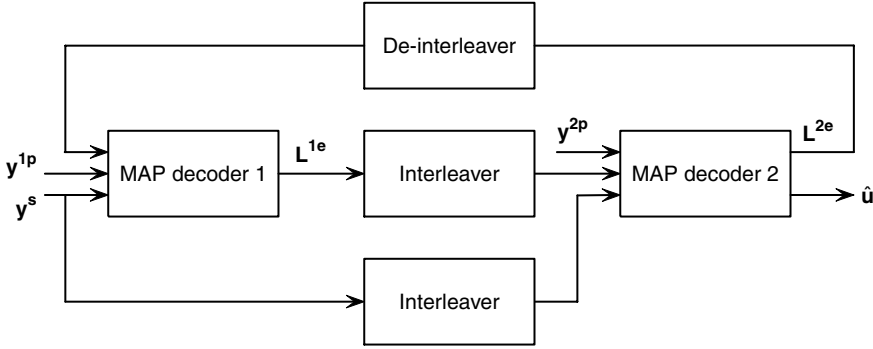 De-interleaver
y^1p
y^s
MAP decoder 1
L^1e
Interleaver
y^2p
MAP decoder 2
L^2e
û
Interleaver